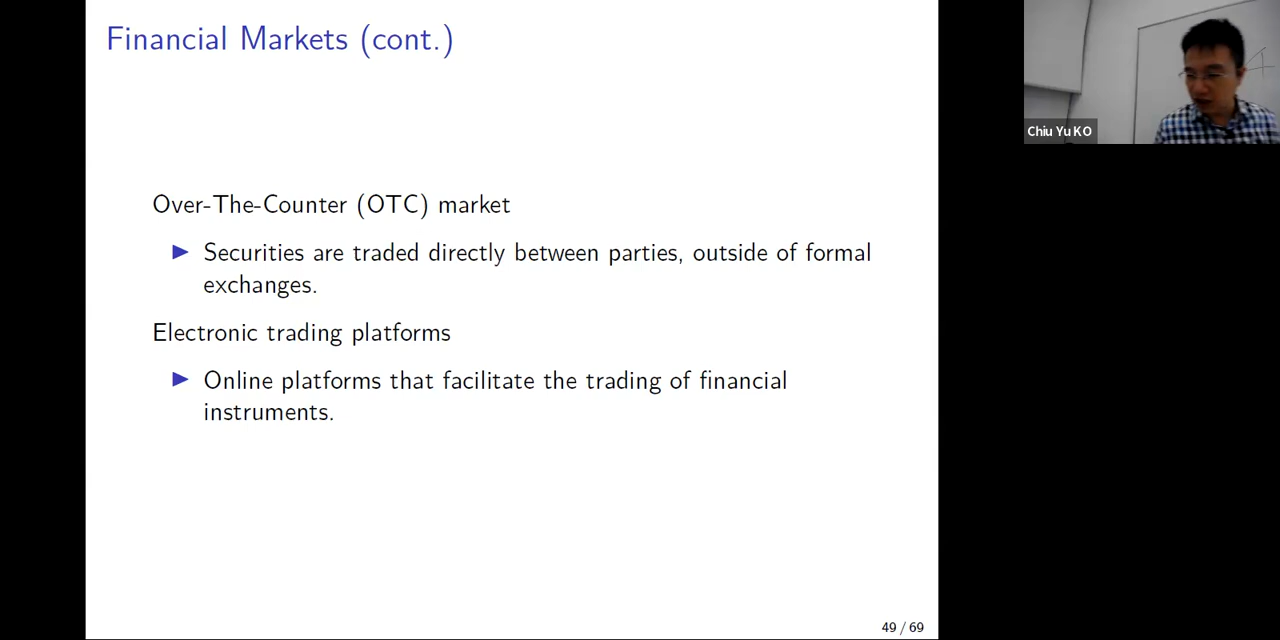 Financial Markets (cont.)
Chiu Yu KO
Over-The-Counter (OTC) market
▶ Securities are traded directly between parties, outside of formal
exchanges.
Electronic trading platforms
▶ Online platforms that facilitate the trading of financial
instruments.
49 / 69